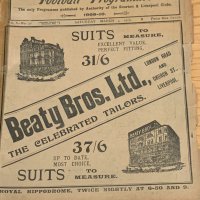 Football Programme
The only Programme published by Authority of the Everton & Liverpool Clubs.
SUITS TO MEASURE,
EXCELLENT VALUE.
PERFECT FITTING.
31/6
Beaty Bros. Ltd.,
LONDON ROAD
AND
CHURCH ST.,
LIVERPOOL.
THE CELEBRATED TAILORS.
37/6
UP TO DATE.
MOST CHOICE.
SUITS TO MEASURE.
ROYAL HIPPODROME, TWICE NIGHTLY AT 6-50 AND 9.